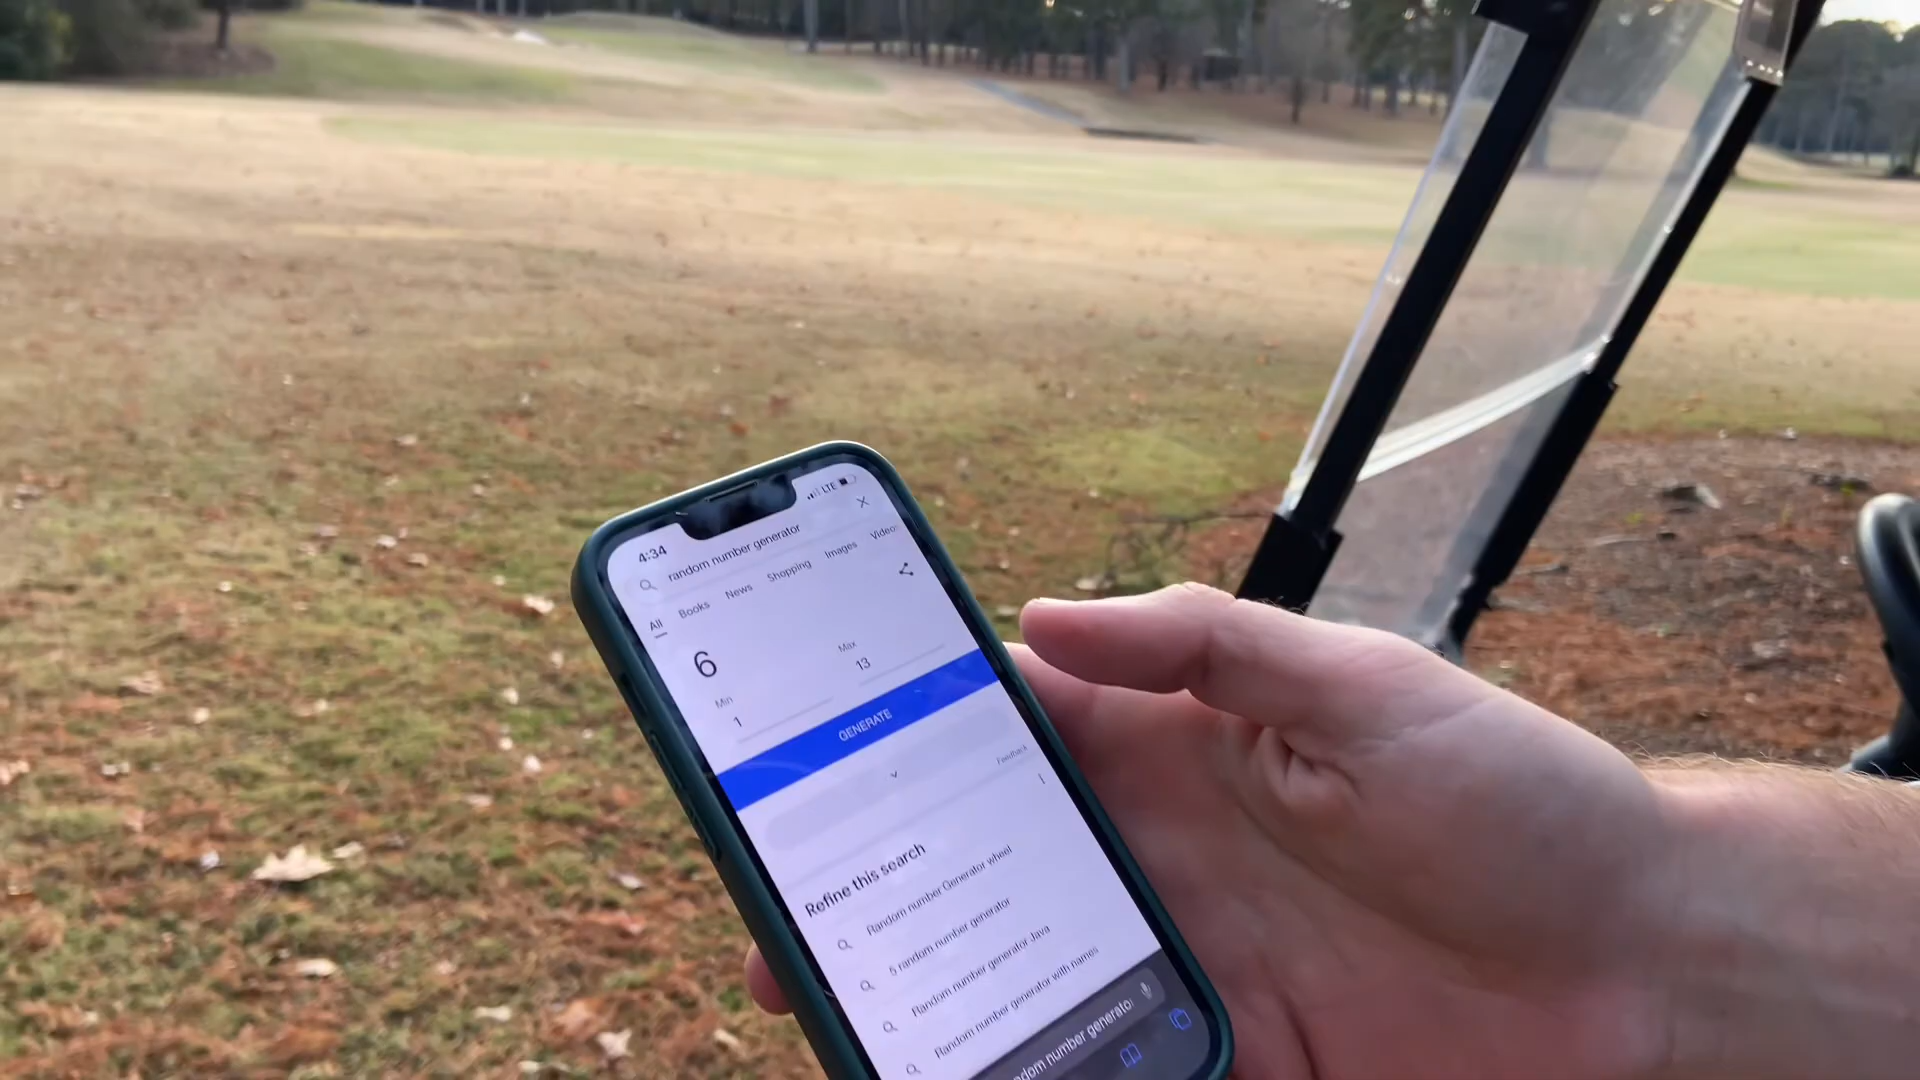 4:34 LTE
random number generator
All Books News Shopping Images Videos
6
Min Max
1 13
GENERATE
Feedback
Refine this search
Random number Generator wheel
5 random number generator
Random number generator Java
Random number generator with names
ndom number generato